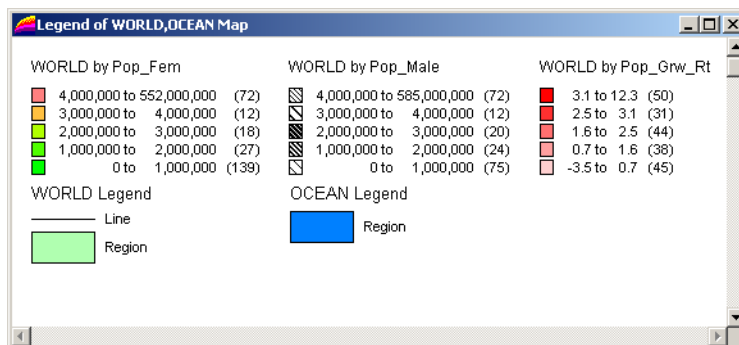 Legend of WORLD,OCEAN Map
WORLD by Pop_Fem
4,000,000 to 552,000,000 (72)
3,000,000 to 4,000,000 (12)
2,000,000 to 3,000,000 (18)
1,000,000 to 2,000,000 (27)
0 to 1,000,000 (139)
WORLD by Pop_Male
4,000,000 to 585,000,000 (72)
3,000,000 to 4,000,000 (12)
2,000,000 to 3,000,000 (20)
1,000,000 to 2,000,000 (24)
0 to 1,000,000 (75)
WORLD by Pop_Grw_Rt
3.1 to 12.3 (50)
2.5 to 3.1 (31)
1.6 to 2.5 (44)
0.7 to 1.6 (38)
-3.5 to 0.7 (45)
WORLD Legend
Line
Region
OCEAN Legend
Region